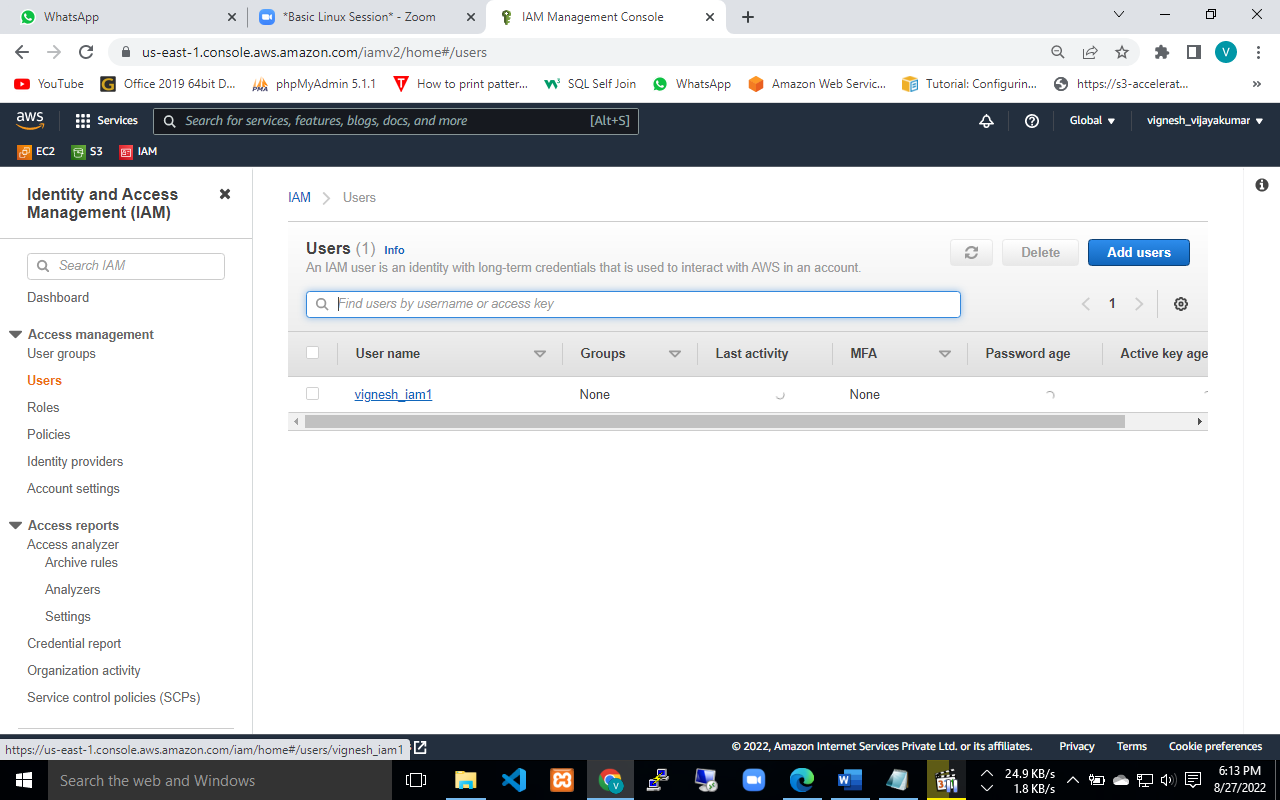 WhatsApp
*Basic Linux Session* - Zoom
IAM Management Console
us-east-1.console.aws.amazon.com/iamv2/home#/users
V
YouTube
Office 2019 64bit D...
phpMyAdmin 5.1.1
How to print patter...
SQL Self Join
WhatsApp
Amazon Web Servic...
Tutorial: Configurin...
https://s3-accelerat...
aws
Services
Search for services, features, blogs, docs, and more
[Alt+S]
Global
vignesh_vijayakumar
EC2
S3
IAM
Identity and Access
Management (IAM)
Search IAM
Dashboard
Access management
User groups
Users
Roles
Policies
Identity providers
Account settings
Access reports
Access analyzer
Archive rules
Analyzers
Settings
Credential report
Organization activity
Service control policies (SCPs)
IAM
Users
Users (1) Info
An IAM user is an identity with long-term credentials that is used to interact with AWS in an account.
Delete
Add users
Find users by username or access key
1
User name
Groups
Last activity
MFA
Password age
Active key age
vignesh_iam1
None
None
https://us-east-1.console.aws.amazon.com/iam/home#/users/vignesh_iam1
© 2022, Amazon Internet Services Private Ltd. or its affiliates.
Privacy
Terms
Cookie preferences
Search the web and Windows
24.9 KB/s
1.8 KB/s
6:13 PM
8/27/2022